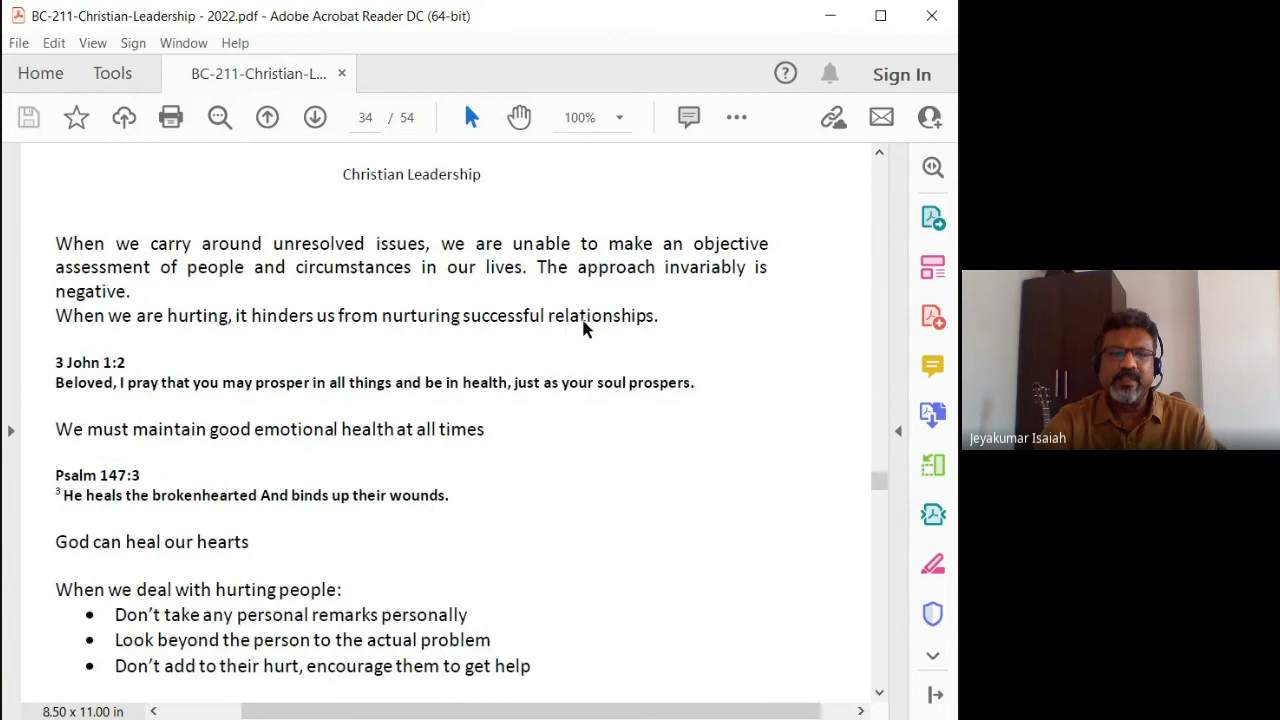 BC-211-Christian-Leadership - 2022.pdf - Adobe Acrobat Reader DC (64-bit)
File Edit View Sign Window Help
Home Tools BC-211-Christian-L... × Sign In
34 / 54 100%
Christian Leadership
When we carry around unresolved issues, we are unable to make an objective
assessment of people and circumstances in our lives. The approach invariably is
negative.
When we are hurting, it hinders us from nurturing successful relationships.
3 John 1:2
Beloved, I pray that you may prosper in all things and be in health, just as your soul prospers.
We must maintain good emotional health at all times
Psalm 147:3
3 He heals the brokenhearted And binds up their wounds.
God can heal our hearts
When we deal with hurting people:
• Don't take any personal remarks personally
• Look beyond the person to the actual problem
• Don't add to their hurt, encourage them to get help
8.50 x 11.00 in
Jeyakumar Isaiah